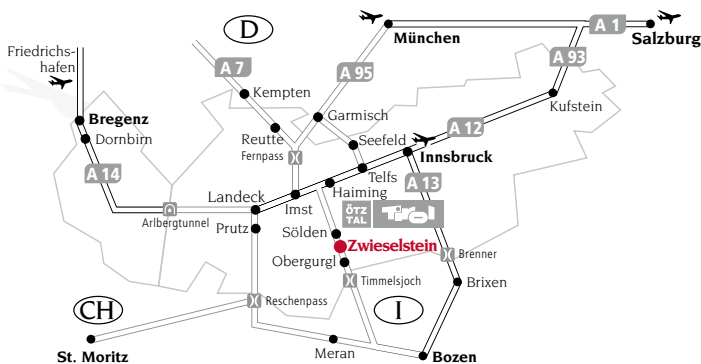 D
A 1
München
Salzburg
Friedrichs-
hafen
A 7
A 95
A 93
Kempten
Kufstein
Bregenz
Garmisch
A 12
Dornbirn
Reutte
Seefeld
Fernpass
Innsbruck
A 14
Telfs
A 13
Landeck
Imst
Haiming
Arlbergtunnel
ÖTZ
TAL
Tirol
Prutz
Sölden
Zwieselstein
Brenner
Obergurgl
Timmelsjoch
Brixen
Reschenpass
CH
I
St. Moritz
Meran
Bozen